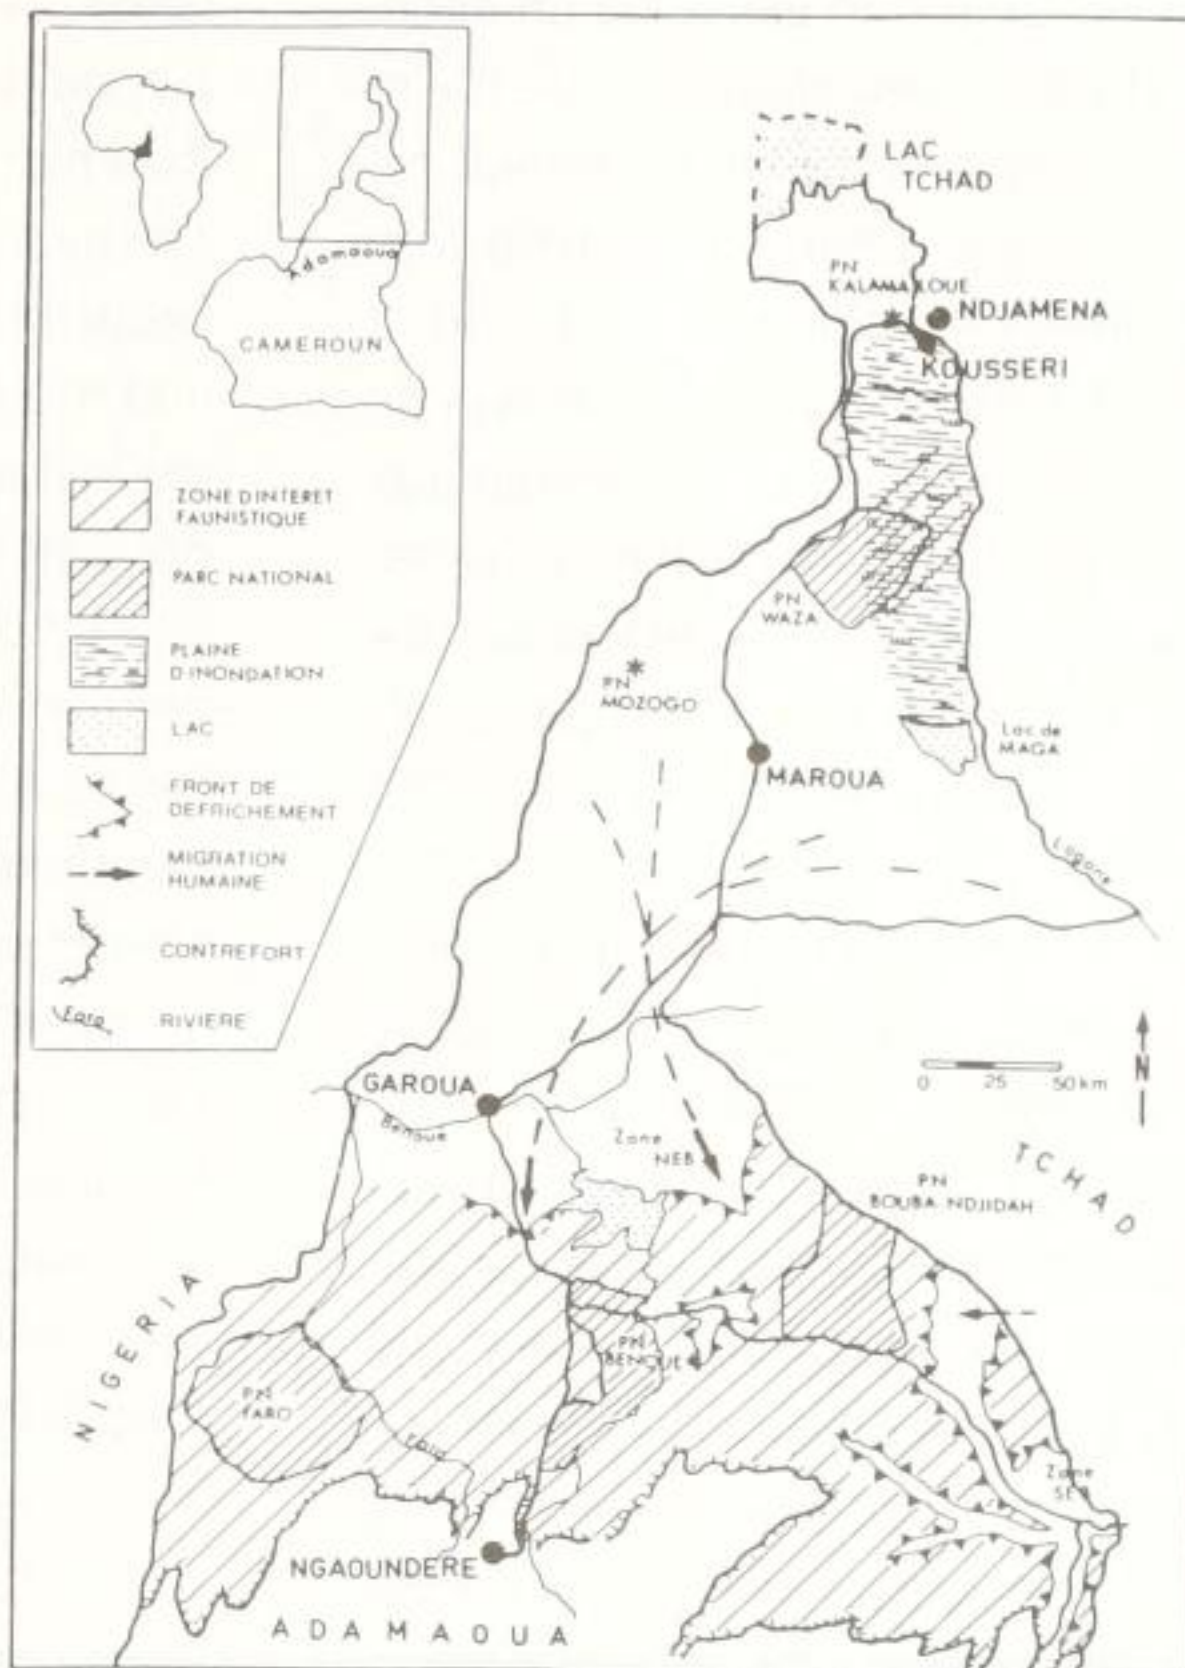 Adamaoua
CAMEROUN
ZONE D'INTERET
FAUNISTIQUE
PARC NATIONAL
PLAINE
D'INONDATION
LAC
FRONT DE
DEFRICHEMENT
MIGRATION
HUMAINE
CONTREFORT
Faro
RIVIERE
LAC
TCHAD
PN
KALAMALOUE
NDJAMENA
KOUSSERI
PN
WAZA
PN
MOZOGO
Lac de
MAGA
MAROUA
Logone
0 25 50 km
N
GAROUA
Benoue
Zone
NEB
TCHAD
PN
BOUBA NDJIDAH
NIGERIA
PN
BENOUE
PN
FARO
Faro
Zone
SEB
NGAOUNDERE
ADAMAOUA